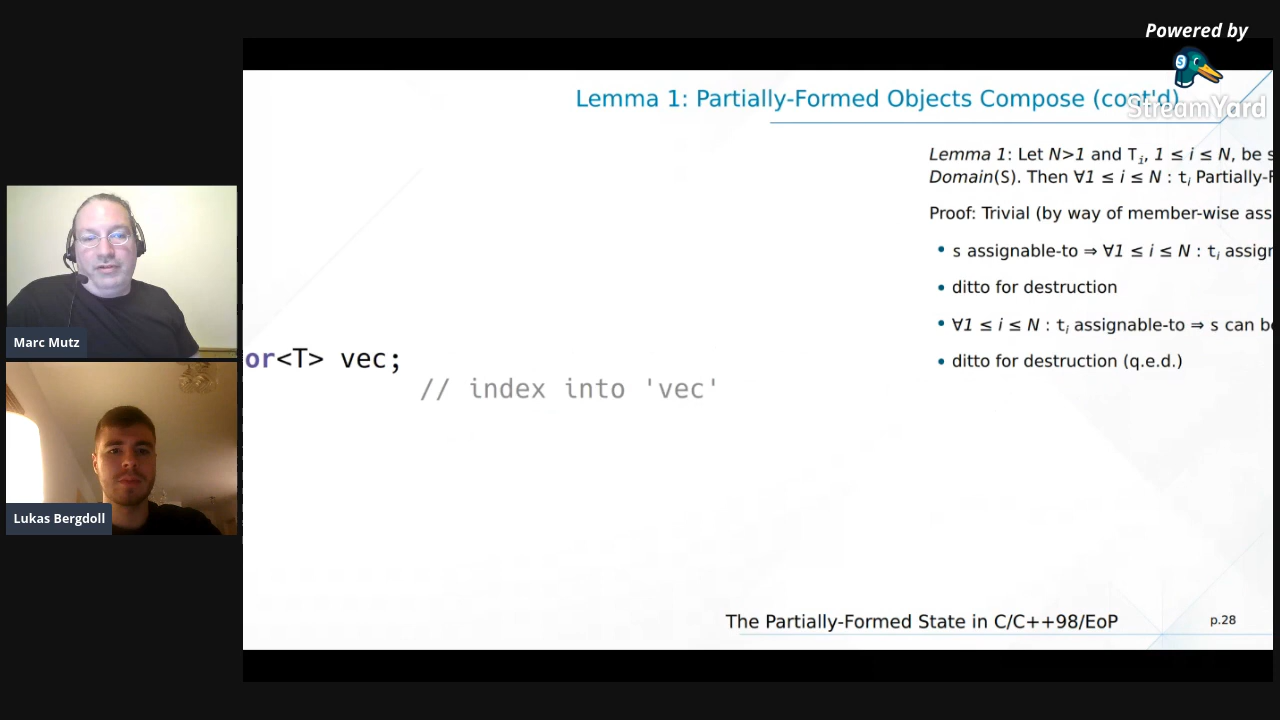 Powered by
StreamYard
Lemma 1: Partially-Formed Objects Compose (cont'd)
Lemma 1: Let N>1 and Tᵢ, 1 ≤ i ≤ N, be s
Domain(S). Then ∀1 ≤ i ≤ N : tᵢ Partially-F
Proof: Trivial (by way of member-wise ass
• s assignable-to ⇒ ∀1 ≤ i ≤ N : tᵢ assign
• ditto for destruction
• ∀1 ≤ i ≤ N : tᵢ assignable-to ⇒ s can be
• ditto for destruction (q.e.d.)
or<T> vec;
// index into 'vec'
Marc Mutz
Lukas Bergdoll
The Partially-Formed State in C/C++98/EoP
p.28